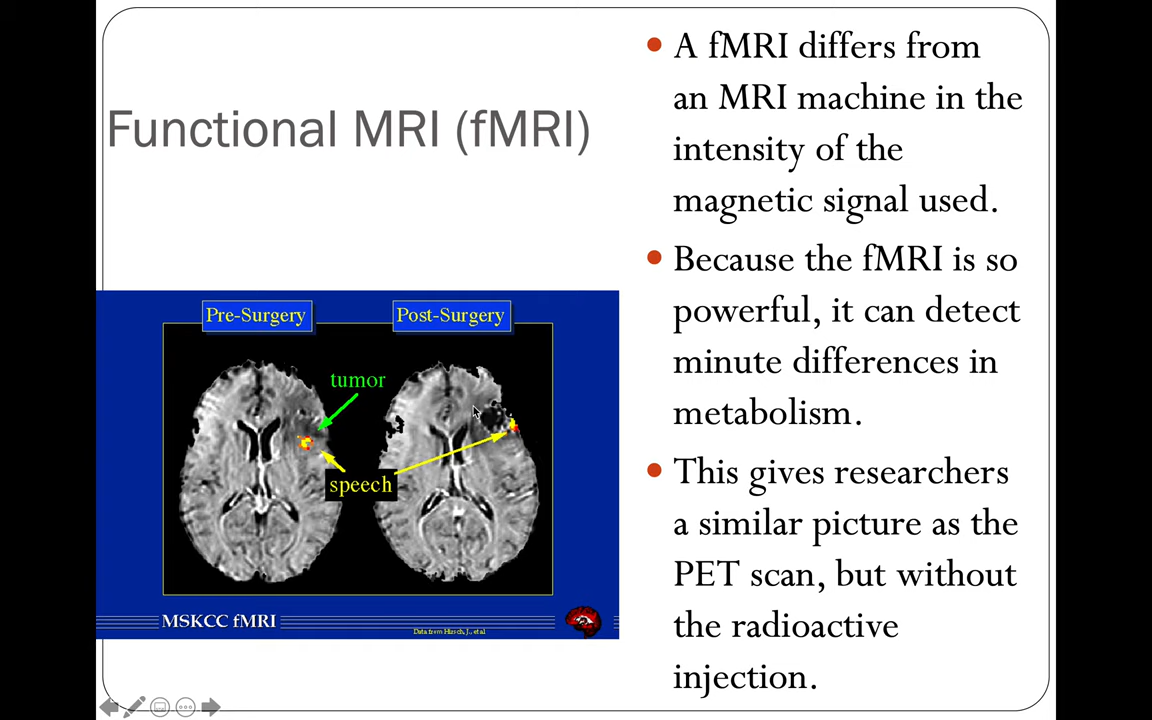 Functional MRI (fMRI)
• A fMRI differs from
an MRI machine in the
intensity of the
magnetic signal used.
• Because the fMRI is so
powerful, it can detect
minute differences in
metabolism.
• This gives researchers
a similar picture as the
PET scan, but without
the radioactive
injection.
Pre-Surgery
Post-Surgery
tumor
speech
MSKCC fMRI
Data from Hirsch, J., et al